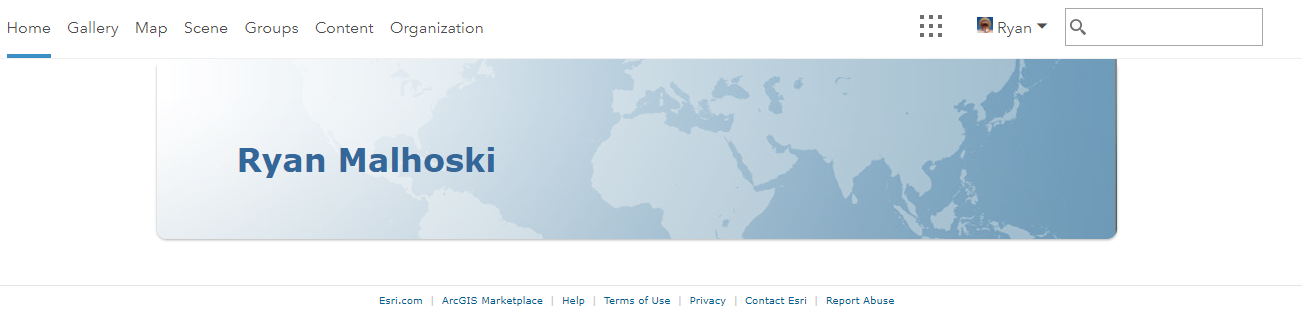 Home Gallery Map Scene Groups Content Organization Ryan
Ryan Malhoski
Esri.com | ArcGIS Marketplace | Help | Terms of Use | Privacy | Contact Esri | Report Abuse